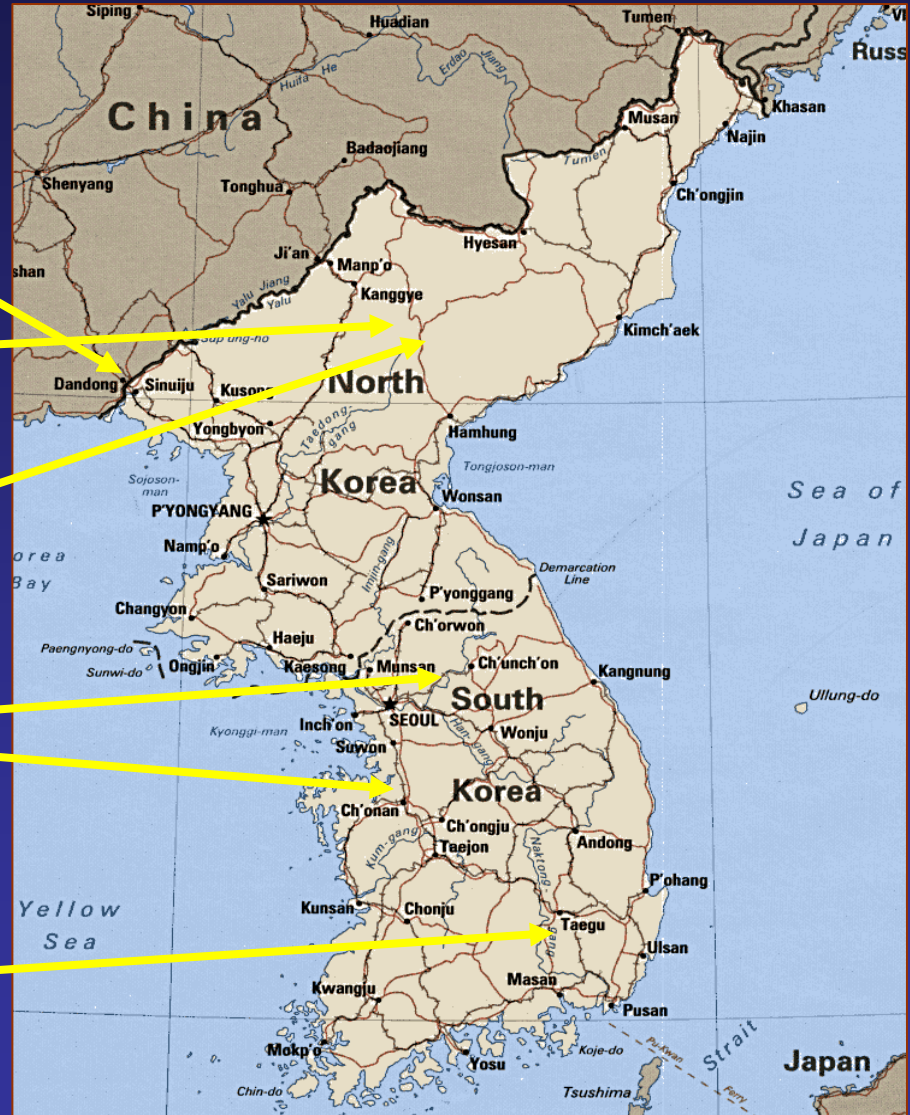 Siping
Huadian
Tumen
VI
Russ
Erdao
Jiang
Huifa He
China
Khasan
Musan
Najin
Badaojiang
Tumen
Shenyang
Tonghua
Ch'ongjin
Hyesan
Ji'an
shan
Manp'o
Yalu Jiang
Yalu
Kanggye
Kimch'aek
Sup'ung-ho
Dandong
Sinuiju
Kusong
North
Taedong-
gang
Yongbyon
Hamhung
Tongjoson-man
Sojoson-
man
Korea
Wonsan
Sea of
Japan
P'YONGYANG
Namp'o
orea
Bay
Imjin-gang
Demarcation
Line
Sariwon
P'yonggang
Changyon
Ch'orwon
Haeju
Paengnyong-do
Sunwi-do
Ongjin
Kaesong
Munsan
Ch'unch'on
Kangnung
South
Ullung-do
Inch'on
SEOUL
Kyonggi-man
Suwon
Han-gang
Wonju
Korea
Ch'onan
Ch'ongju
Kum-gang
Taejon
Naktong-
gang
Andong
P'ohang
Yellow
Sea
Kunsan
Chonju
Taegu
Ulsan
Masan
Kwangju
Pusan
Mokp'o
Koje-do
Pu-Kwan
Ferry
Strait
Yosu
Japan
Chin-do
Tsushima